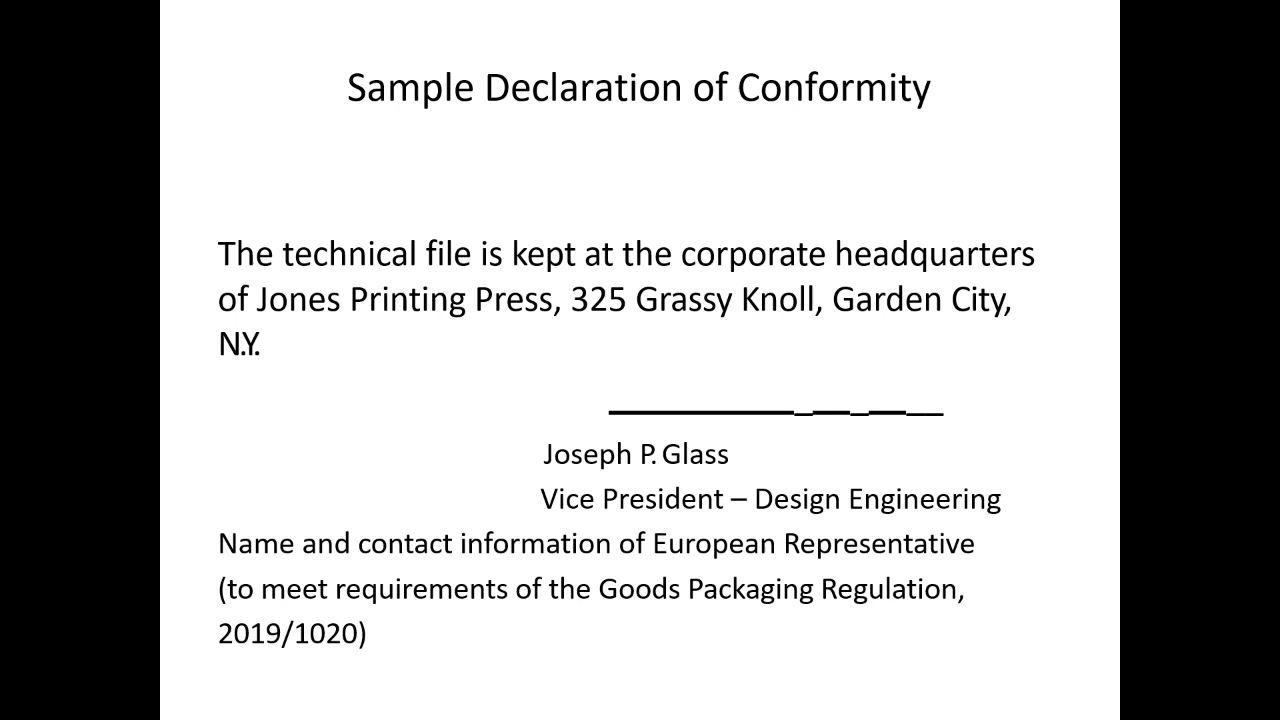 Sample Declaration of Conformity
The technical file is kept at the corporate headquarters
of Jones Printing Press, 325 Grassy Knoll, Garden City,
N.Y.
Joseph P. Glass
Vice President – Design Engineering
Name and contact information of European Representative
(to meet requirements of the Goods Packaging Regulation,
2019/1020)